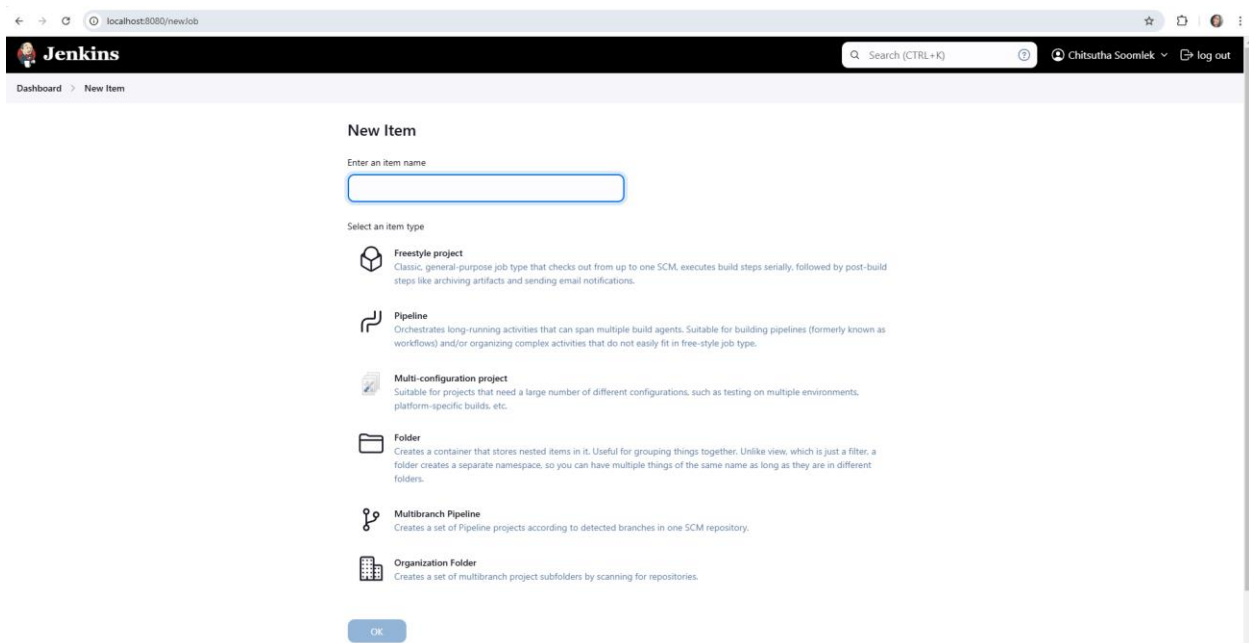 localhost:8080/newJob
Jenkins
Search (CTRL+K)
Chitsutha Soomlek
log out
Dashboard > New Item
New Item
Enter an item name
Select an item type
Freestyle project
Classic, general-purpose job type that checks out from up to one SCM, executes build steps serially, followed by post-build
steps like archiving artifacts and sending email notifications.
Pipeline
Orchestrates long-running activities that can span multiple build agents. Suitable for building pipelines (formerly known as
workflows) and/or organizing complex activities that do not easily fit in free-style job type.
Multi-configuration project
Suitable for projects that need a large number of different configurations, such as testing on multiple environments,
platform-specific builds, etc.
Folder
Creates a container that stores nested items in it. Useful for grouping things together. Unlike view, which is just a filter, a
folder creates a separate namespace, so you can have multiple things of the same name as long as they are in different
folders.
Multibranch Pipeline
Creates a set of Pipeline projects according to detected branches in one SCM repository.
Organization Folder
Creates a set of multibranch project subfolders by scanning for repositories.
OK